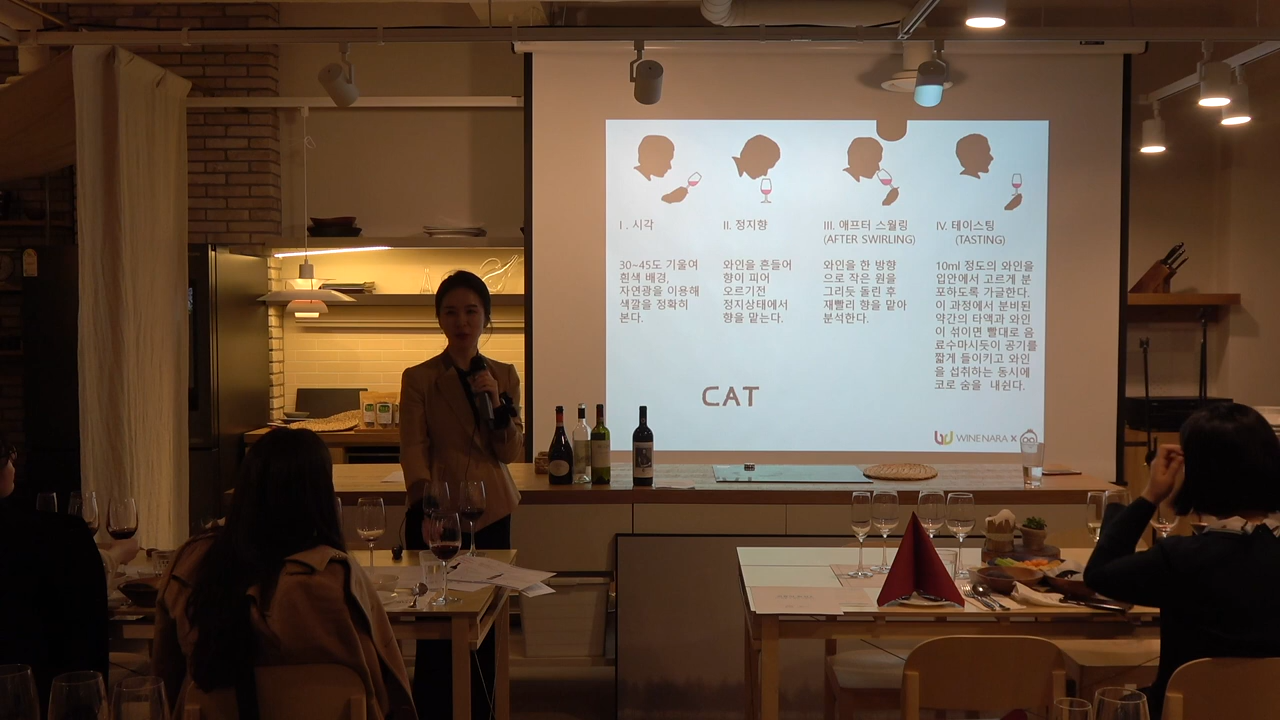 I. 시각
30~45도 기울여
흰색 배경,
자연광을 이용해
색깔을 정확히
본다.
II. 정지향
와인을 흔들어
향이 피어
오르기전
정지상태에서
향을 맡는다.
III. 애프터 스월링
(AFTER SWIRLING)
와인을 한 방향
으로 작은 원을
그리듯 돌린 후
재빨리 향을 맡아
분석한다.
IV. 테이스팅
(TASTING)
10ml 정도의 와인을
입안에서 고르게 분
포하도록 가글한다.
이 과정에서 분비된
약간의 타액과 와인
이 섞이면 빨대로 음
료수마시듯이 공기를
짧게 들이키고 와인
을 섭취하는 동시에
코로 숨을 내쉰다.
CAT
WINENARA X